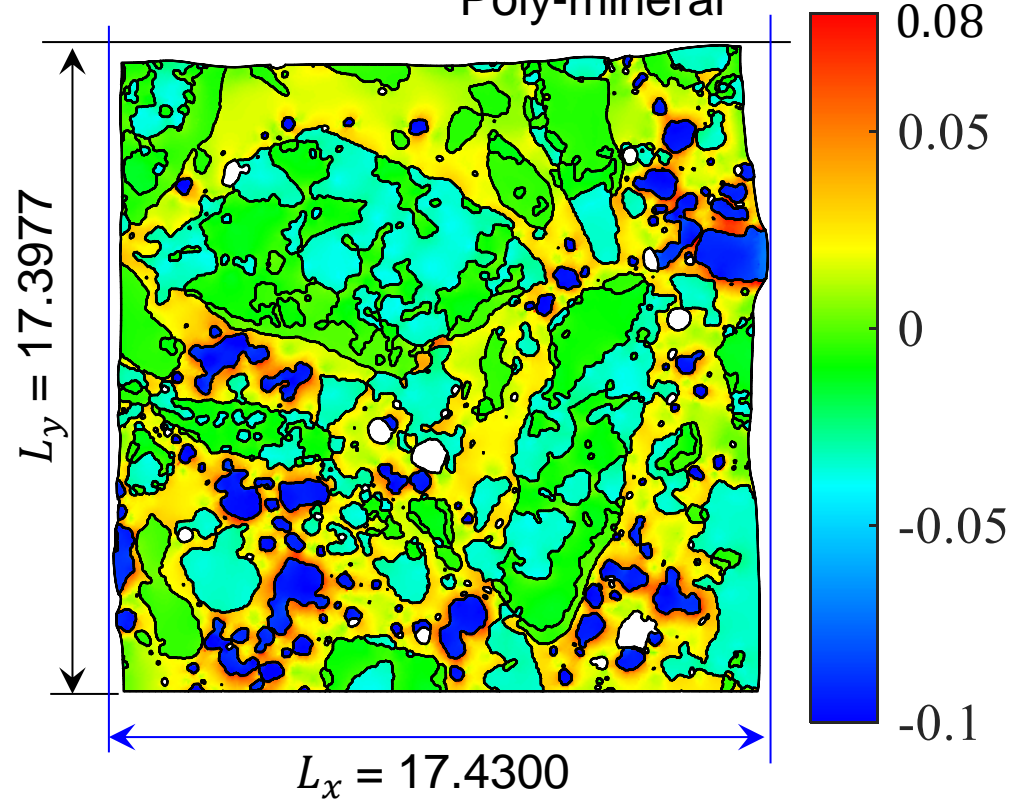 Poly-mineral
0.08
0.05
0
-0.05
-0.1
L_y = 17.3977
L_x = 17.4300